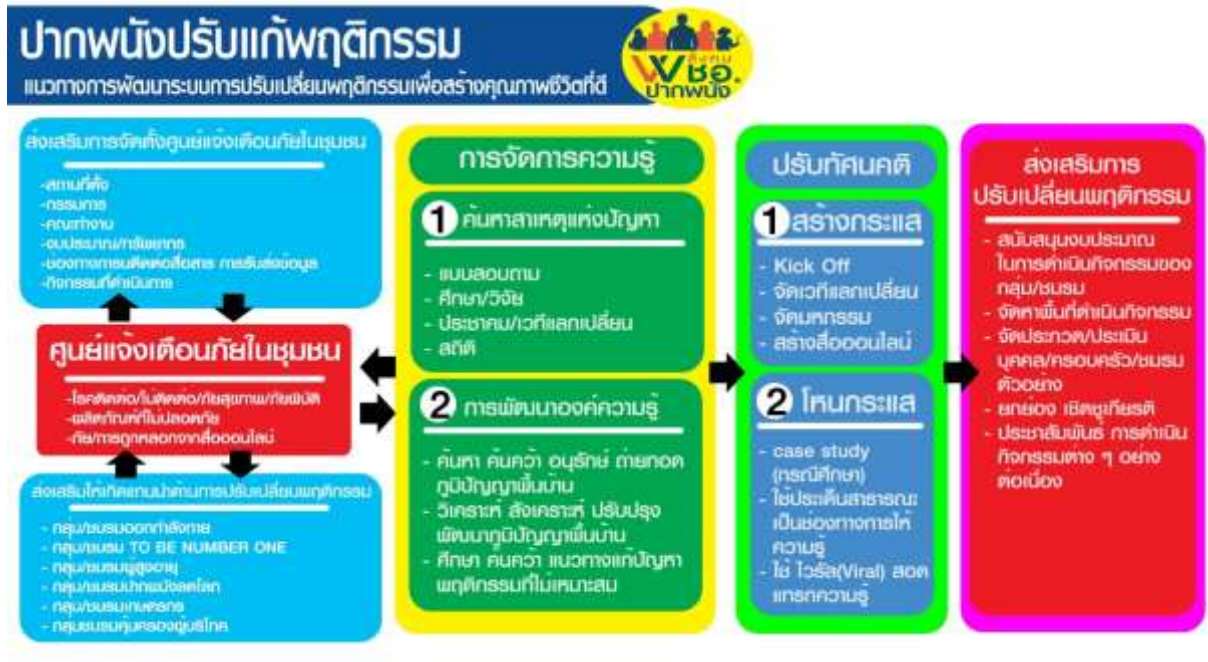 ปากพนังปรับแก้พฤติกรรม
แนวทางการพัฒนาระบบการปรับเปลี่ยนพฤติกรรมเพื่อสร้างคุณภาพชีวิตที่ดี
สังคม
พชอ.
ปากพนัง
ส่งเสริมการจัดตั้งศูนย์แจ้งเตือนภัยในชุมชน
-สถานที่ตั้ง
-กรรมการ
-คณะทำงาน
-งบประมาณ/ทรัพยากร
-ช่องทางการติดต่อสื่อสาร การรับส่งข้อมูล
-กิจกรรมที่ดำเนินการ
ศูนย์แจ้งเตือนภัยในชุมชน
-โรคติดต่อ/ไม่ติดต่อ/ภัยสุขภาพ/ภัยพิบัติ
-ผลิตภัณฑ์ที่ไม่ปลอดภัย
-ภัย/การถูกหลอกจากสื่อออนไลน์
ส่งเสริมให้เกิดแกนนำด้านการปรับเปลี่ยนพฤติกรรม
- กลุ่ม/ชมรมออกกำลังกาย
- กลุ่ม/ชมรม TO BE NUMBER ONE
- กลุ่ม/ชมรมผู้สูงอายุ
- กลุ่ม/ชมรมปากพนังลดโลก
- กลุ่ม/ชมรมเกษตรกร
- กลุ่มชมรมคุ้มครองผู้บริโภค
การจัดการความรู้
1 ค้นหาสาเหตุแห่งปัญหา
- แบบสอบถาม
- ศึกษา/วิจัย
- ประชาคม/เวทีแลกเปลี่ยน
- สถิติ
2 การพัฒนาองค์ความรู้
- ค้นหา ค้นคว้า อนุรักษ์ ถ่ายทอด
ภูมิปัญญาพื้นบ้าน
- วิเคราะห์ สังเคราะห์ ปรับปรุง
พัฒนาภูมิปัญญาพื้นบ้าน
- ศึกษา ค้นคว้า แนวทางแก้ปัญหา
พฤติกรรมที่ไม่เหมาะสม
ปรับทัศนคติ
1 สร้างกระแส
- Kick Off
- จัดเวทีแลกเปลี่ยน
- จัดมหกรรม
- สร้างสื่อออนไลน์
2 โหนกระแส
- case study
(กรณีศึกษา)
- ใช้ประเด็นสาธารณะ
เป็นช่องทางการให้
ความรู้
- ใช้ ไวรัล(Viral) สอด
แทรกความรู้
ส่งเสริมการ
ปรับเปลี่ยนพฤติกรรม
- สนับสนุนงบประมาณ
ในการดำเนินกิจกรรมของ
กลุ่ม/ชมรม
- จัดหาพื้นที่ดำเนินกิจกรรม
- จัดประกวด/ประเมิน
บุคคล/ครอบครัว/ชมรม
ตัวอย่าง
- ยกย่อง เชิดชูเกียรติ
- ประชาสัมพันธ์ การดำเนิน
กิจกรรมต่าง ๆ อย่าง
ต่อเนื่อง